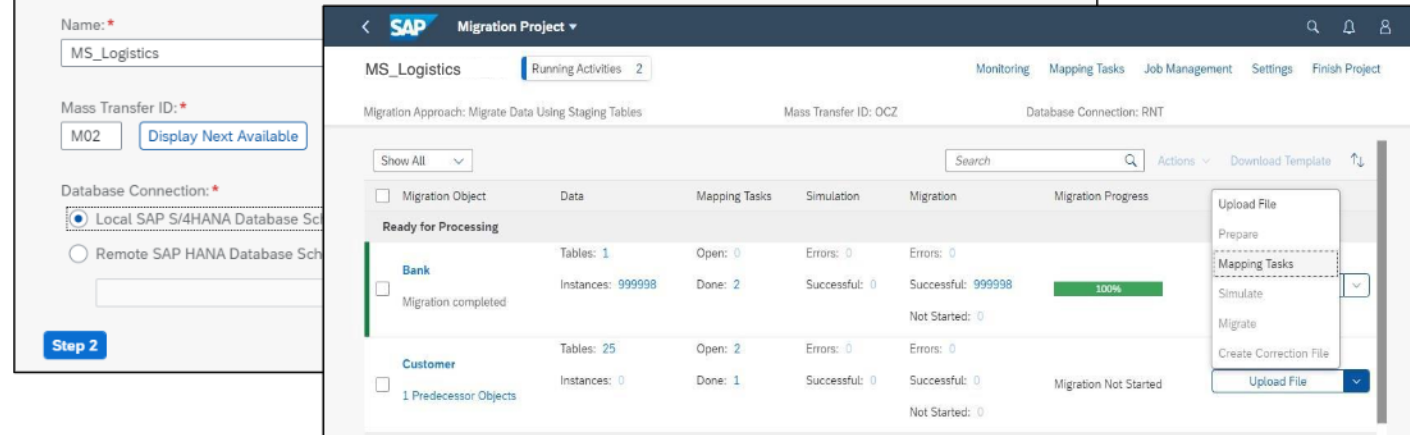 Name:*
MS_Logistics
Mass Transfer ID:*
M02 Display Next Available
Database Connection:*
Local SAP S/4HANA Database Sc
Remote SAP HANA Database Sch
Step 2
SAP Migration Project
MS_Logistics Running Activities 2 Monitoring Mapping Tasks Job Management Settings Finish Project
Migration Approach: Migrate Data Using Staging Tables Mass Transfer ID: OCZ Database Connection: RNT
Show All Search Actions Download Template
Migration Object Data Mapping Tasks Simulation Migration Migration Progress
Ready for Processing
Bank
Migration completed
Tables: 1
Instances: 999998
Open: 0
Done: 2
Errors: 0
Successful: 0
Errors: 0
Successful: 999998
Not Started: 0
100%
Customer
1 Predecessor Objects
Tables: 25
Instances: 0
Open: 2
Done: 1
Errors: 0
Successful: 0
Errors: 0
Successful: 0
Not Started: 0
Migration Not Started
Upload File
Prepare
Mapping Tasks
Simulate
Migrate
Create Correction File
Upload File